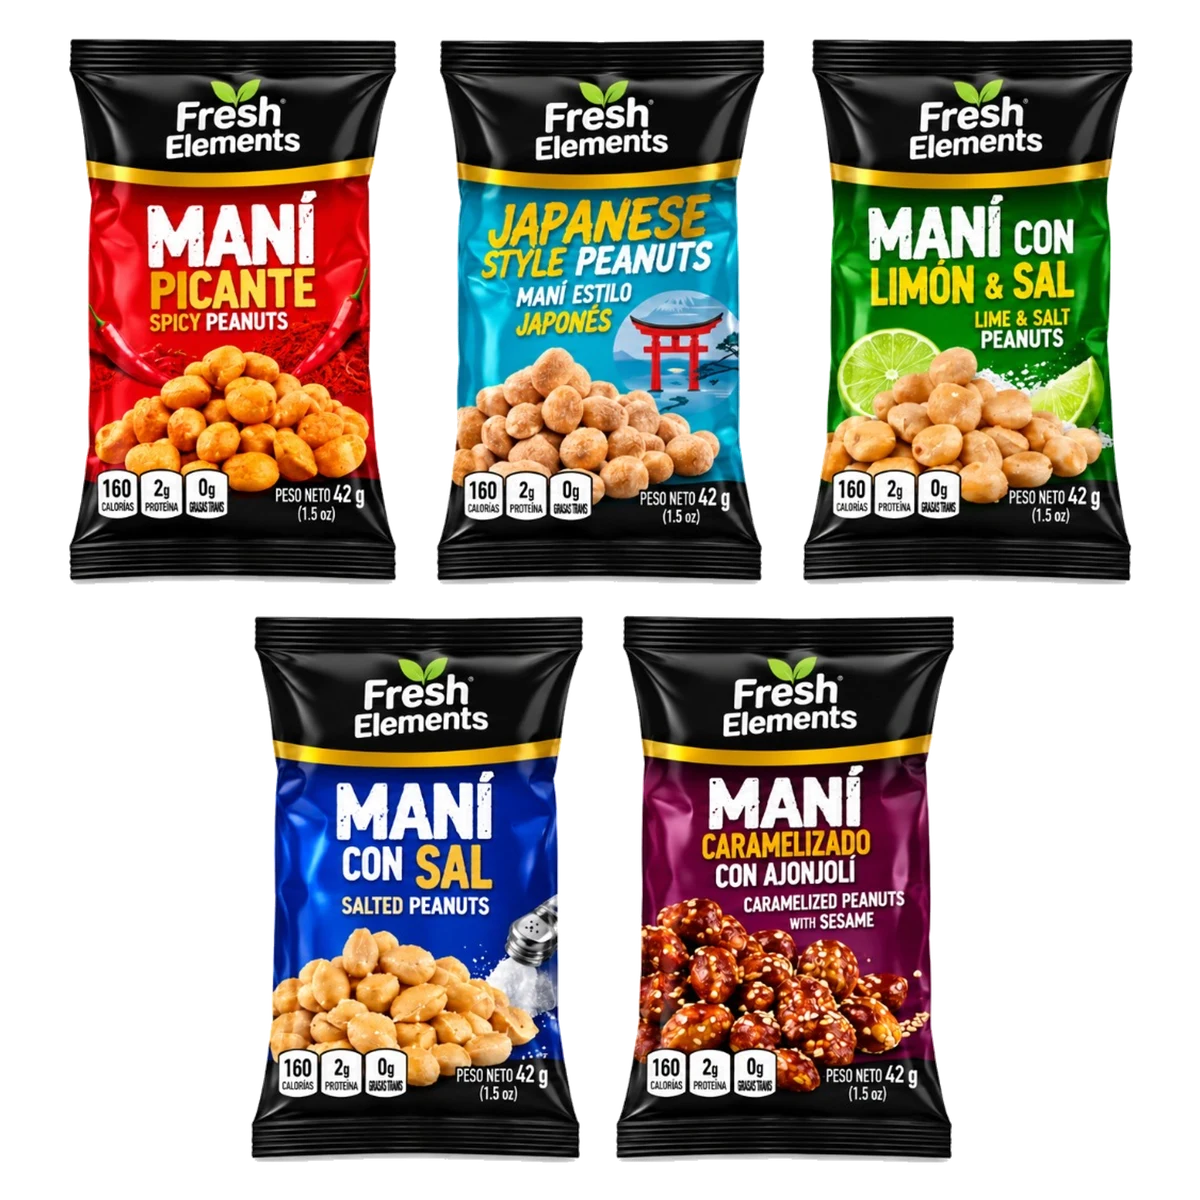 Fresh®
Elements
MANÍ
PICANTE
SPICY PEANUTS
160
CALORÍAS
2g
PROTEÍNA
0g
GRASAS TRANS
PESO NETO 42 g
(1.5 oz)
Fresh®
Elements
JAPANESE
STYLE PEANUTS
MANÍ ESTILO
JAPONÉS
160
CALORÍAS
2g
PROTEÍNA
0g
GRASAS TRANS
PESO NETO 42 g
(1.5 oz)
Fresh®
Elements
MANÍ CON
LIMÓN & SAL
LIME & SALT
PEANUTS
160
CALORÍAS
2g
PROTEÍNA
0g
GRASAS TRANS
PESO NETO 42 g
(1.5 oz)
Fresh®
Elements
MANÍ
CON SAL
SALTED PEANUTS
160
CALORÍAS
2g
PROTEÍNA
0g
GRASAS TRANS
PESO NETO 42 g
(1.5 oz)
Fresh®
Elements
MANÍ
CARAMELIZADO
CON AJONJOLÍ
CARAMELIZED PEANUTS
WITH SESAME
160
CALORÍAS
2g
PROTEÍNA
0g
GRASAS TRANS
PESO NETO 42 g
(1.5 oz)